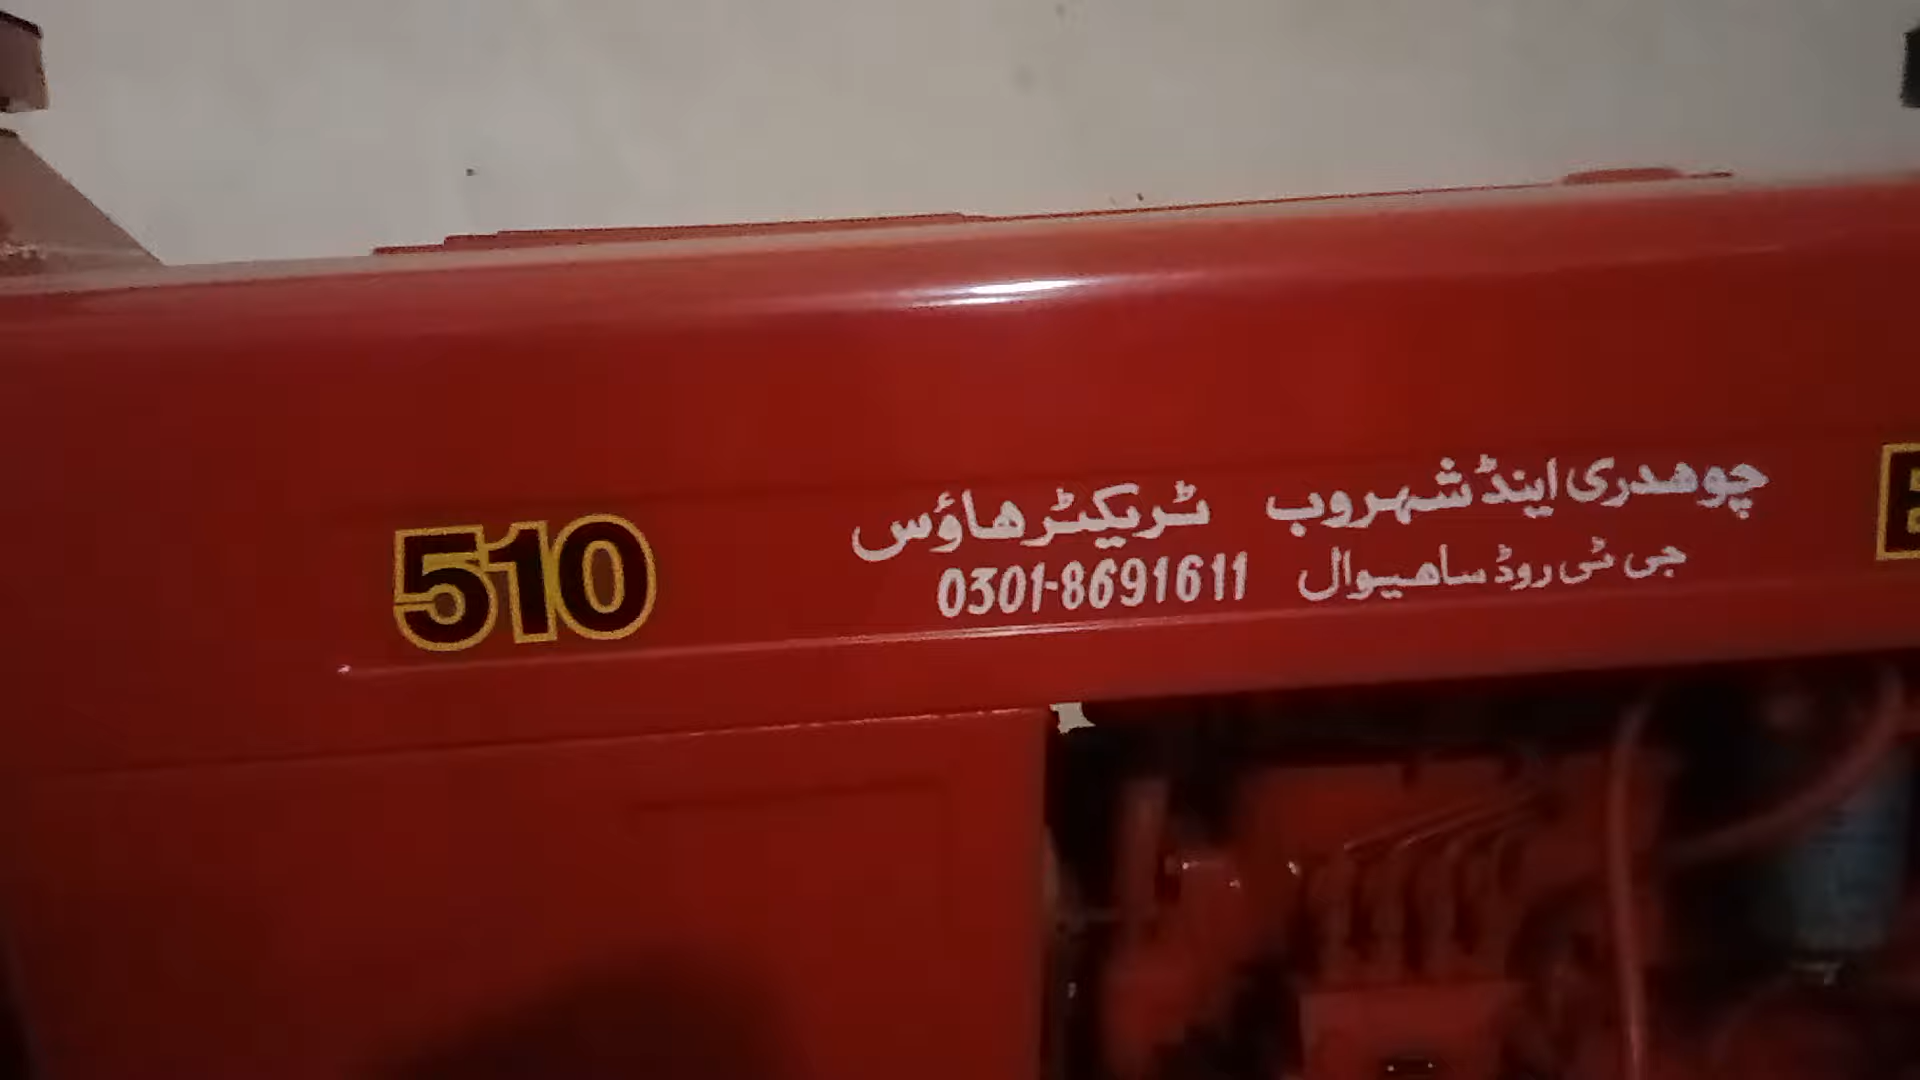 510
چوھدری اینڈ شہروب ٹریکٹر ھاؤس
جی ٹی روڈ ساھیوال 0301-8691611